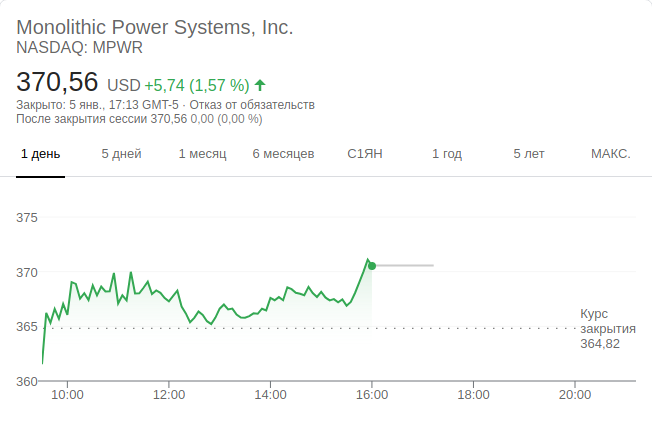 Monolithic Power Systems, Inc.
NASDAQ: MPWR
370,56 USD +5,74 (1,57 %)
Закрыто: 5 янв., 17:13 GMT-5 · Отказ от обязательств
После закрытия сессии 370,56 0,00 (0,00 %)
1 день 5 дней 1 месяц 6 месяцев С1ЯН 1 год 5 лет МАКС.
375
370
365
360
Курс
закрытия
364,82
10:00 12:00 14:00 16:00 18:00 20:00